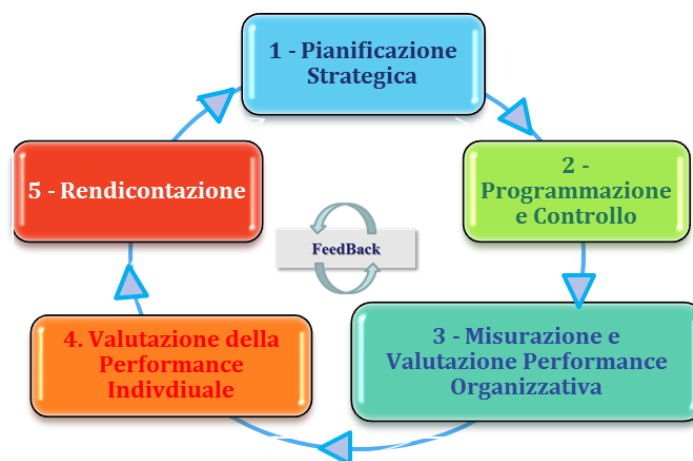 1 - Pianificazione
Strategica
2 -
Programmazione
e Controllo
3 - Misurazione e
Valutazione Performance
Organizzativa
4. Valutazione della
Performance
Indivdiuale
5 - Rendicontazione
FeedBack